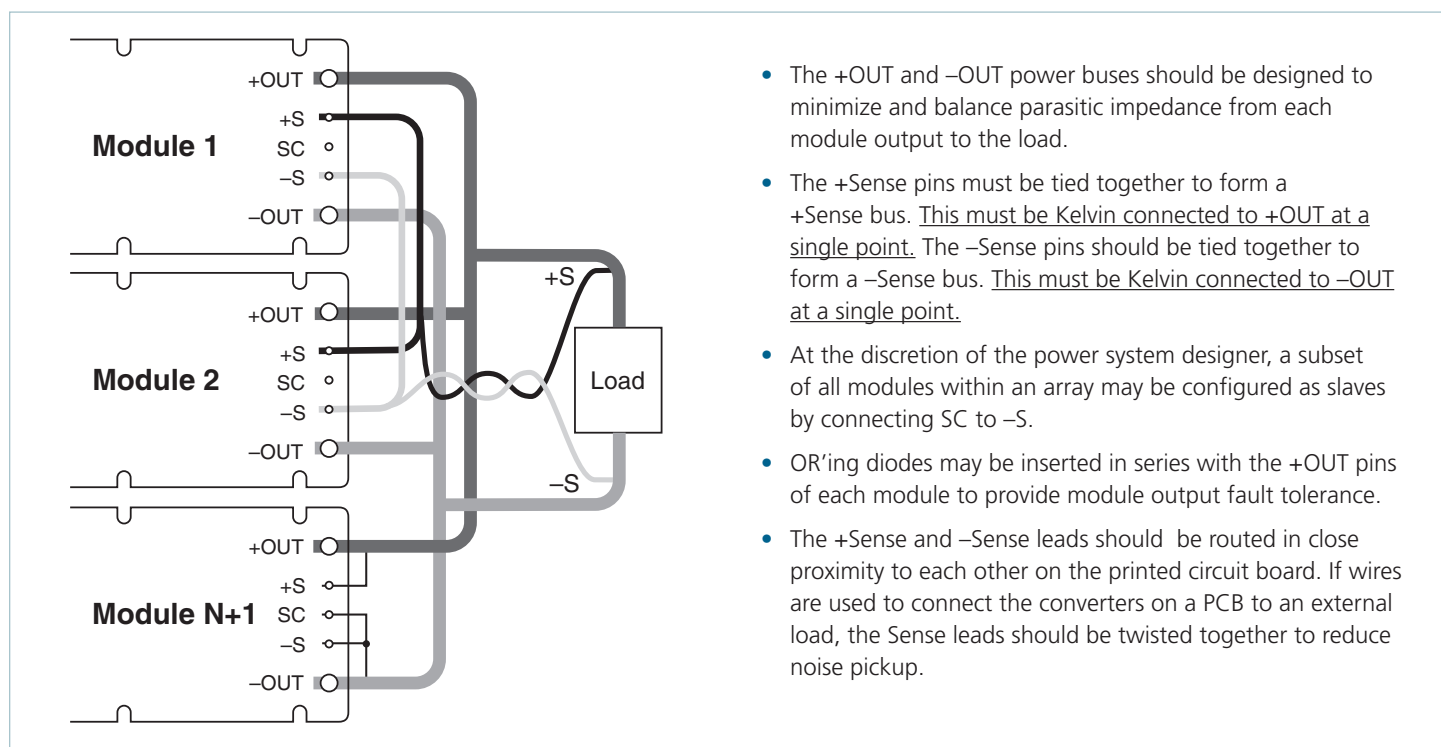 +OUT
+S
Module 1
SC
–S
–OUT
+OUT
+S
Module 2
SC
–S
–OUT
+OUT
+S
Module N+1
SC
–S
–OUT
+S
Load
–S
• The +OUT and –OUT power buses should be designed to
minimize and balance parasitic impedance from each
module output to the load.
• The +Sense pins must be tied together to form a
+Sense bus. This must be Kelvin connected to +OUT at a
single point. The –Sense pins should be tied together to
form a –Sense bus. This must be Kelvin connected to –OUT
at a single point.
• At the discretion of the power system designer, a subset
of all modules within an array may be configured as slaves
by connecting SC to –S.
• OR'ing diodes may be inserted in series with the +OUT pins
of each module to provide module output fault tolerance.
• The +Sense and –Sense leads should be routed in close
proximity to each other on the printed circuit board. If wires
are used to connect the converters on a PCB to an external
load, the Sense leads should be twisted together to reduce
noise pickup.